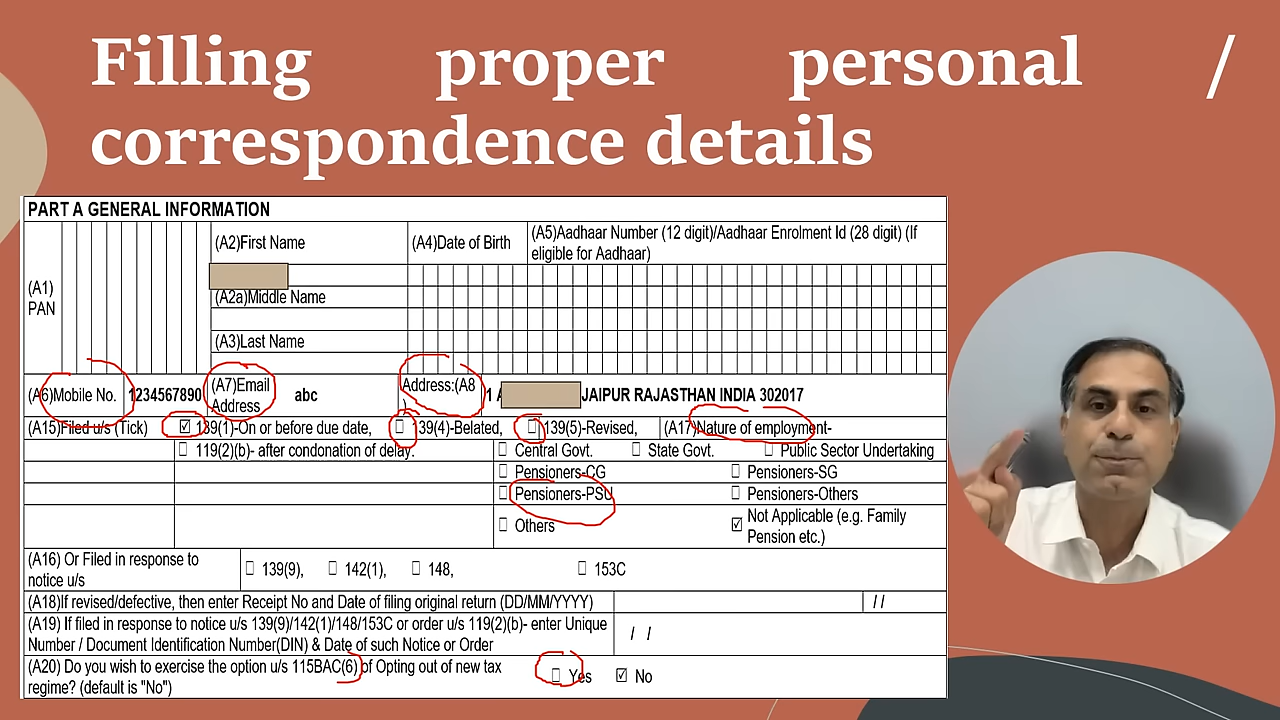 Filling proper personal /
correspondence details
PART A GENERAL INFORMATION
(A1)
PAN
(A2)First Name
(A4)Date of Birth
(A5)Aadhaar Number (12 digit)/Aadhaar Enrolment Id (28 digit) (If
eligible for Aadhaar)
(A2a)Middle Name
(A3)Last Name
(A6)Mobile No. 1234567890
(A7)Email
Address
abc
Address:(A8
)
1 A JAIPUR RAJASTHAN INDIA 302017
(A15)Filed u/s (Tick) ☑ 139(1)-On or before due date, 139(4)-Belated, 139(5)-Revised, (A17)Nature of employment-
119(2)(b)- after condonation of delay. Central Govt. State Govt. Public Sector Undertaking
Pensioners-CG Pensioners-SG
Pensioners-PSU Pensioners-Others
Others ☑ Not Applicable (e.g. Family
Pension etc.)
(A16) Or Filed in response to
notice u/s
139(9), 142(1), 148, 153C
(A18)If revised/defective, then enter Receipt No and Date of filing original return (DD/MM/YYYY) / /
(A19) If filed in response to notice u/s 139(9)/142(1)/148/153C or order u/s 119(2)(b)- enter Unique
Number / Document Identification Number(DIN) & Date of such Notice or Order
/ /
(A20) Do you wish to exercise the option u/s 115BAC(6) of Opting out of new tax
regime? (default is "No")
Yes ☑ No